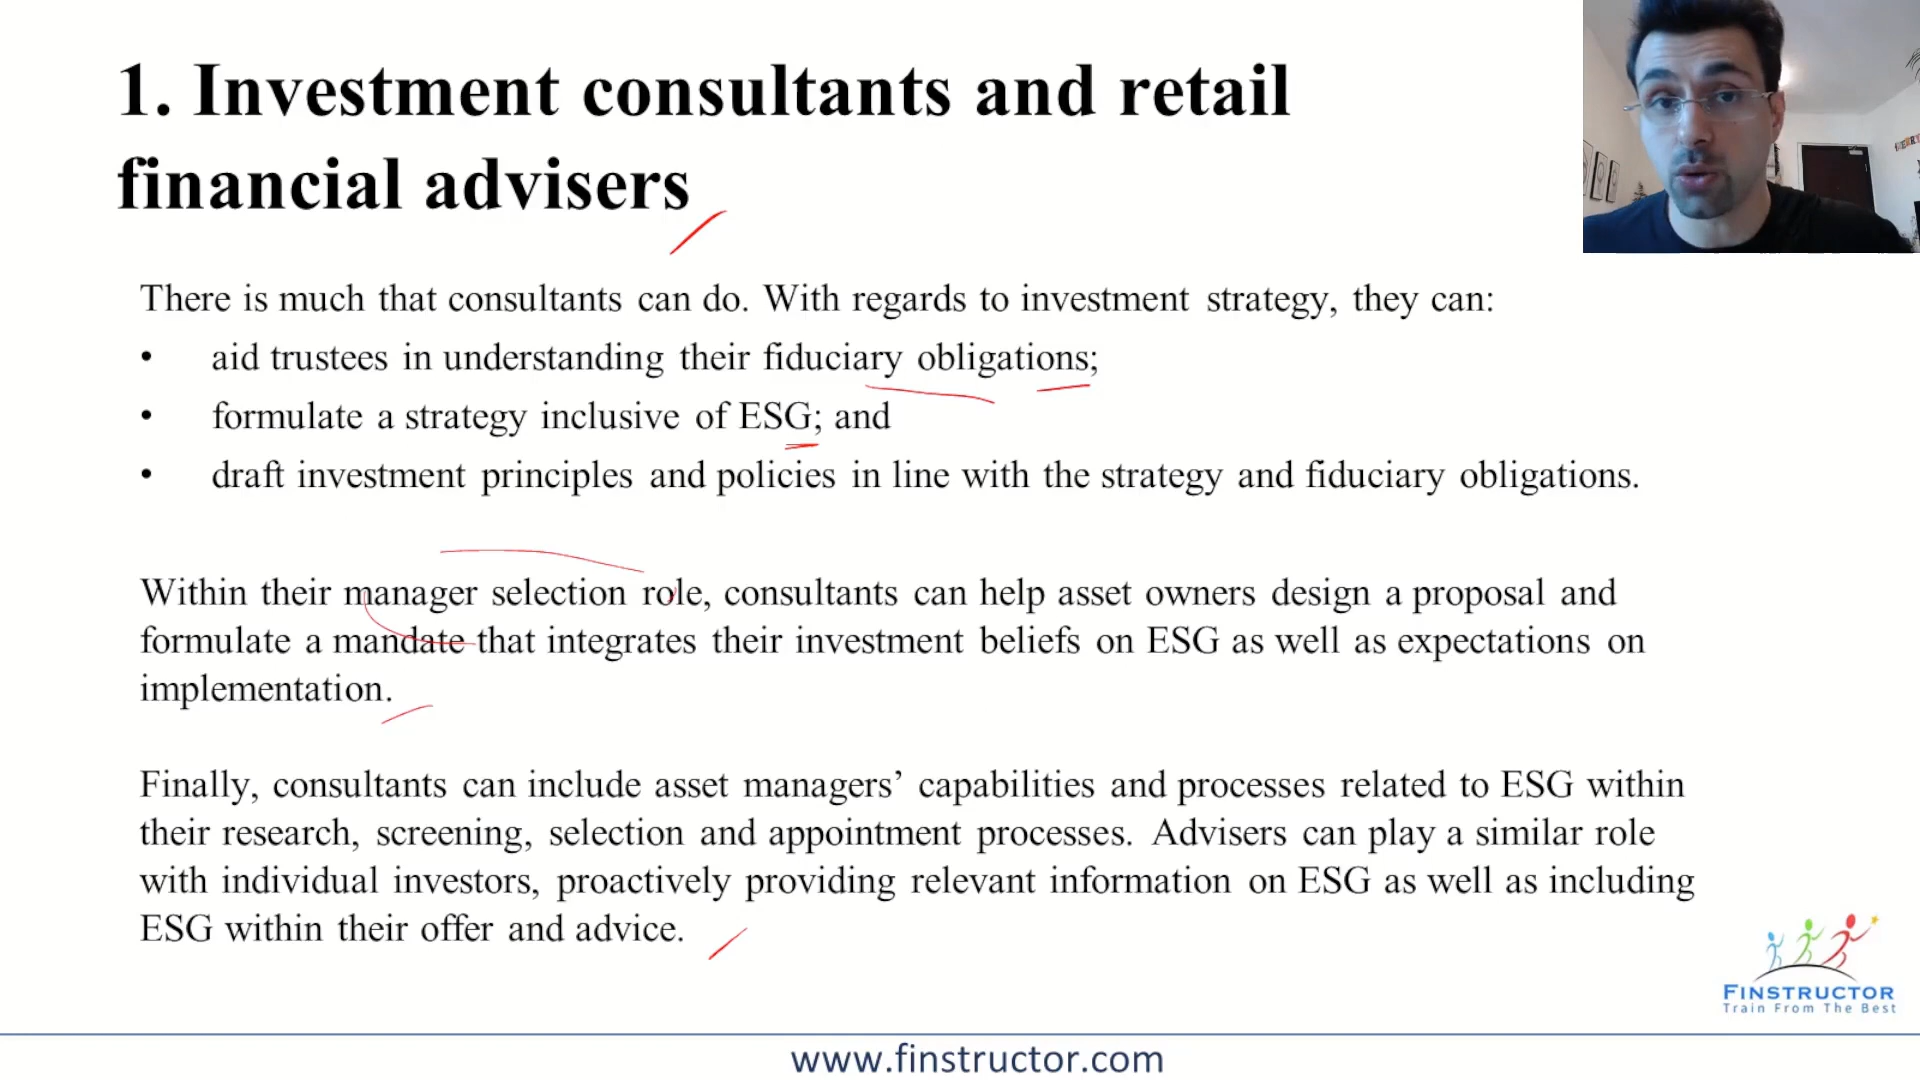 1. Investment consultants and retail
financial advisers
There is much that consultants can do. With regards to investment strategy, they can:
• aid trustees in understanding their fiduciary obligations;
• formulate a strategy inclusive of ESG; and
• draft investment principles and policies in line with the strategy and fiduciary obligations.
Within their manager selection role, consultants can help asset owners design a proposal and
formulate a mandate that integrates their investment beliefs on ESG as well as expectations on
implementation.
Finally, consultants can include asset managers’ capabilities and processes related to ESG within
their research, screening, selection and appointment processes. Advisers can play a similar role
with individual investors, proactively providing relevant information on ESG as well as including
ESG within their offer and advice.
FINSTRUCTOR
Train From The Best
www.finstructor.com